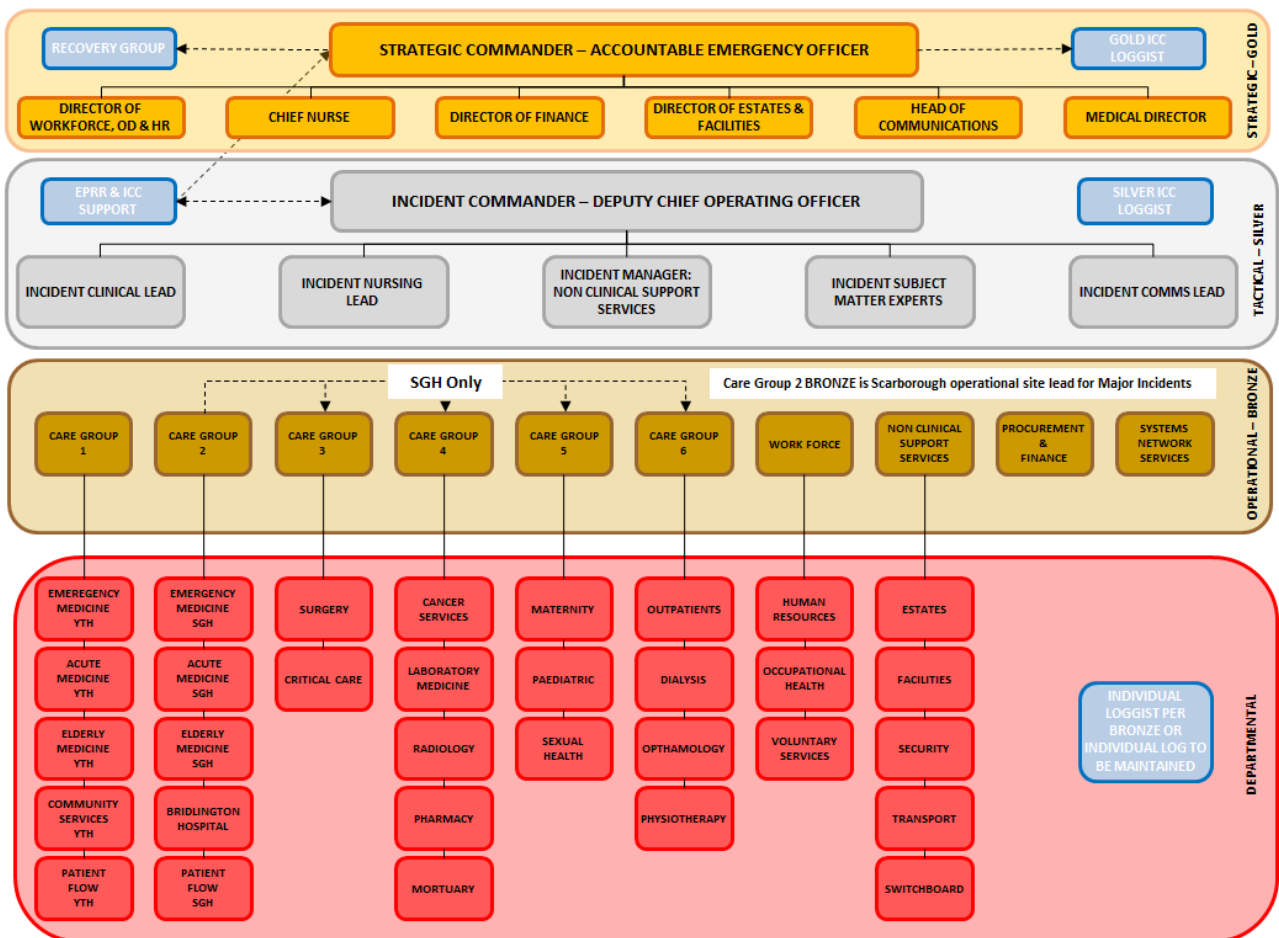 RECOVERY GROUP
STRATEGIC COMMANDER – ACCOUNTABLE EMERGENCY OFFICER
GOLD ICC
LOGGIST
DIRECTOR OF
WORKFORCE, OD & HR
CHIEF NURSE
DIRECTOR OF FINANCE
DIRECTOR OF ESTATES &
FACILITIES
HEAD OF
COMMUNICATIONS
MEDICAL DIRECTOR
STRATEGIC – GOLD
EPRR & ICC
SUPPORT
INCIDENT COMMANDER – DEPUTY CHIEF OPERATING OFFICER
SILVER ICC
LOGGIST
INCIDENT CLINICAL LEAD
INCIDENT NURSING
LEAD
INCIDENT MANAGER:
NON CLINICAL SUPPORT
SERVICES
INCIDENT SUBJECT
MATTER EXPERTS
INCIDENT COMMS LEAD
TACTICAL – SILVER
SGH Only
Care Group 2 BRONZE is Scarborough operational site lead for Major Incidents
CARE GROUP
1
CARE GROUP
2
CARE GROUP
3
CARE GROUP
4
CARE GROUP
5
CARE GROUP
6
WORK FORCE
NON CLINICAL
SUPPORT
SERVICES
PROCUREMENT
&
FINANCE
SYSTEMS
NETWORK
SERVICES
OPERATIONAL – BRONZE
EMEREGENCY
MEDICINE
YTH
ACUTE
MEDICINE
YTH
ELDERLY
MEDICINE
YTH
COMMUNITY
SERVICES
YTH
PATIENT
FLOW
YTH
EMERGENCY
MEDICINE
SGH
ACUTE
MEDICINE
SGH
ELDERLY
MEDICINE
SGH
BRIDLINGTON
HOSPITAL
PATIENT
FLOW
SGH
SURGERY
CRITICAL CARE
CANCER
SERVICES
LABORATORY
MEDICINE
RADIOLOGY
PHARMACY
MORTUARY
MATERNITY
PAEDIATRIC
SEXUAL
HEALTH
OUTPATIENTS
DIALYSIS
OPTHAMOLOGY
PHYSIOTHERAPY
HUMAN
RESOURCES
OCCUPATIONAL
HEALTH
VOLUNTARY
SERVICES
ESTATES
FACILITIES
SECURITY
TRANSPORT
SWITCHBOARD
INDIVIDUAL
LOGGIST PER
BRONZE OR
INDIVIDUAL LOG TO
BE MAINTAINED
DEPARTMENTAL